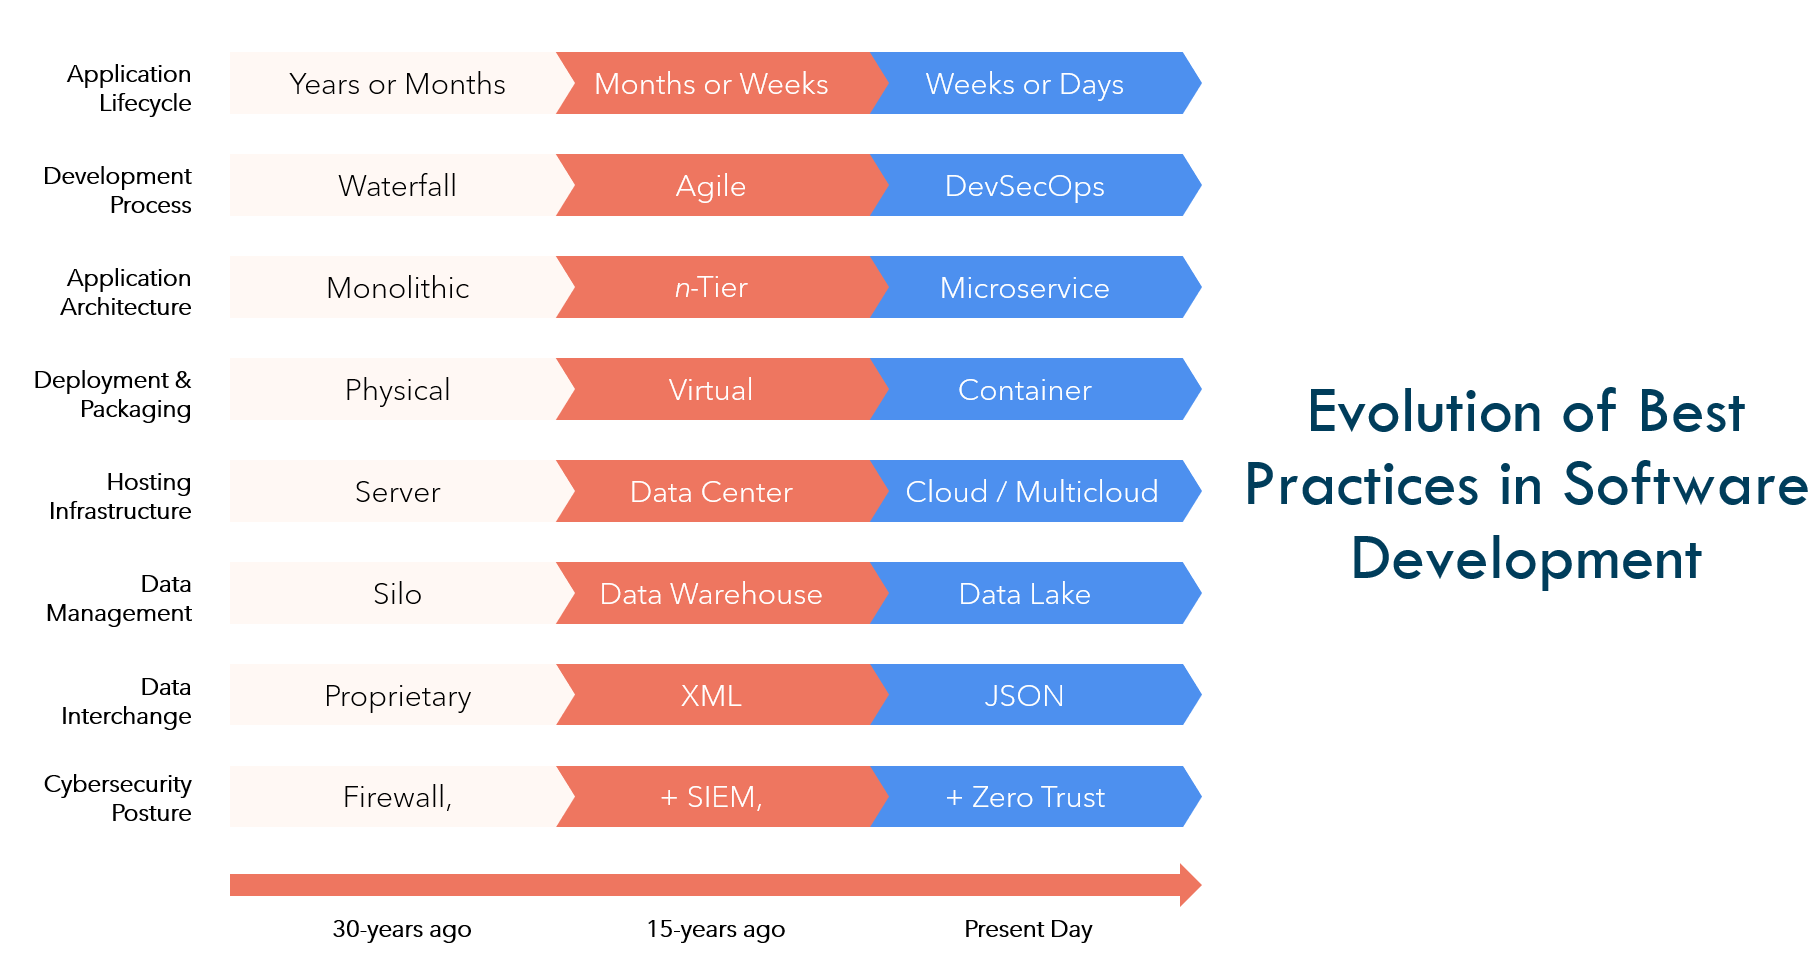 Application
Lifecycle
Years or Months
Months or Weeks
Weeks or Days
Development
Process
Waterfall
Agile
DevSecOps
Application
Architecture
Monolithic
n-Tier
Microservice
Deployment &
Packaging
Physical
Virtual
Container
Hosting
Infrastructure
Server
Data Center
Cloud / Multicloud
Data
Management
Silo
Data Warehouse
Data Lake
Data
Interchange
Proprietary
XML
JSON
Cybersecurity
Posture
Firewall,
+ SIEM,
+ Zero Trust
30-years ago
15-years ago
Present Day
Evolution of Best
Practices in Software
Development